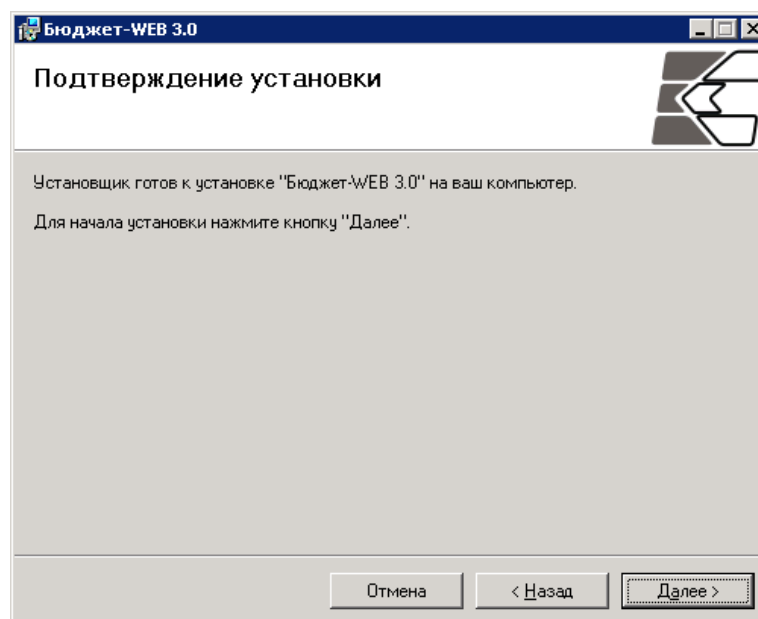 Бюджет-WEB 3.0
Подтверждение установки
Установщик готов к установке "Бюджет-WEB 3.0" на ваш компьютер.
Для начала установки нажмите кнопку "Далее".
Отмена
< Назад
Далее >